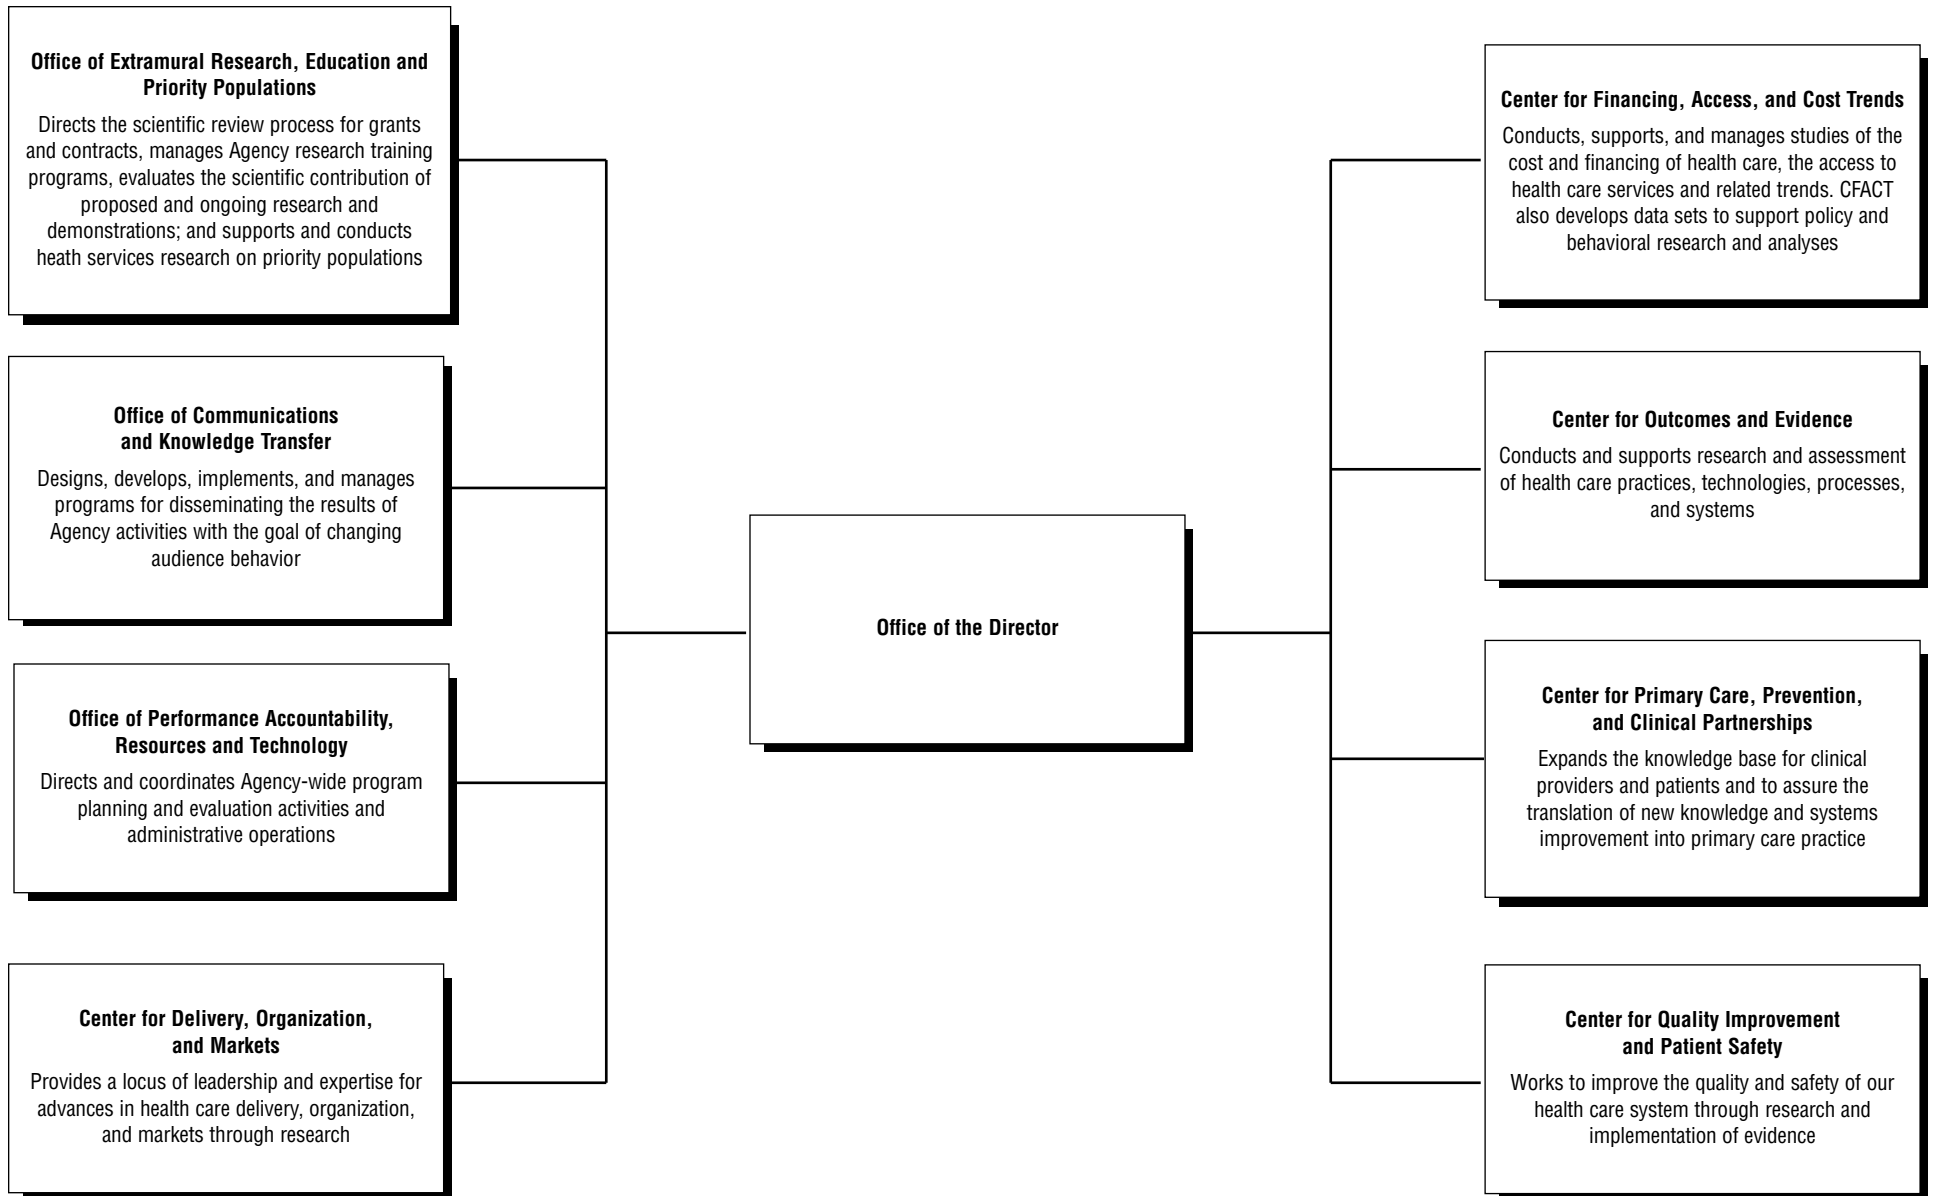 Office of Extramural Research, Education and
Priority Populations
Directs the scientific review process for grants
and contracts, manages Agency research training
programs, evaluates the scientific contribution of
proposed and ongoing research and
demonstrations; and supports and conducts
heath services research on priority populations
Office of Communications
and Knowledge Transfer
Designs, develops, implements, and manages
programs for disseminating the results of
Agency activities with the goal of changing
audience behavior
Office of Performance Accountability,
Resources and Technology
Directs and coordinates Agency-wide program
planning and evaluation activities and
administrative operations
Center for Delivery, Organization,
and Markets
Provides a locus of leadership and expertise for
advances in health care delivery, organization,
and markets through research
Office of the Director
Center for Financing, Access, and Cost Trends
Conducts, supports, and manages studies of the
cost and financing of health care, the access to
health care services and related trends. CFACT
also develops data sets to support policy and
behavioral research and analyses
Center for Outcomes and Evidence
Conducts and supports research and assessment
of health care practices, technologies, processes,
and systems
Center for Primary Care, Prevention,
and Clinical Partnerships
Expands the knowledge base for clinical
providers and patients and to assure the
translation of new knowledge and systems
improvement into primary care practice
Center for Quality Improvement
and Patient Safety
Works to improve the quality and safety of our
health care system through research and
implementation of evidence